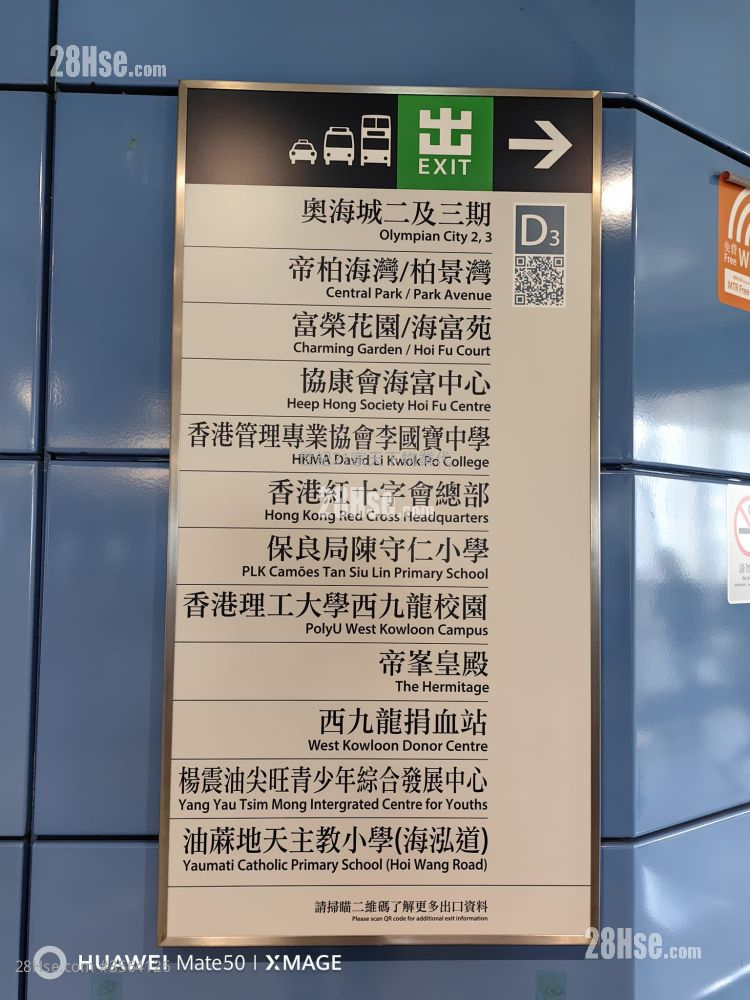 28Hse.com
出
EXIT
奧海城二及三期
Olympian City 2, 3
D3
帝柏海灣/柏景灣
Central Park / Park Avenue
富榮花園/海富苑
Charming Garden / Hoi Fu Court
協康會海富中心
Heep Hong Society Hoi Fu Centre
香港管理專業協會李國寶中學
HKMA David Li Kwok Po College
香港紅十字會總部
28Hse.com
Hong Kong Red Cross Headquarters
保良局陳守仁小學
PLK Camões Tan Siu Lin Primary School
香港理工大學西九龍校園
PolyU West Kowloon Campus
帝峯皇殿
The Hermitage
西九龍捐血站
West Kowloon Donor Centre
楊震油尖旺青少年綜合發展中心
Yang Yau Tsim Mong Intergrated Centre for Youths
油蔴地天主教小學(海泓道)
Yaumati Catholic Primary School (Hoi Wang Road)
請掃瞄二維碼了解更多出口資料
Please scan QR code for additional exit information
免費
Free W
MTR Free
28Hse.com
HUAWEI Mate50 | XMAGE
28Hse.com